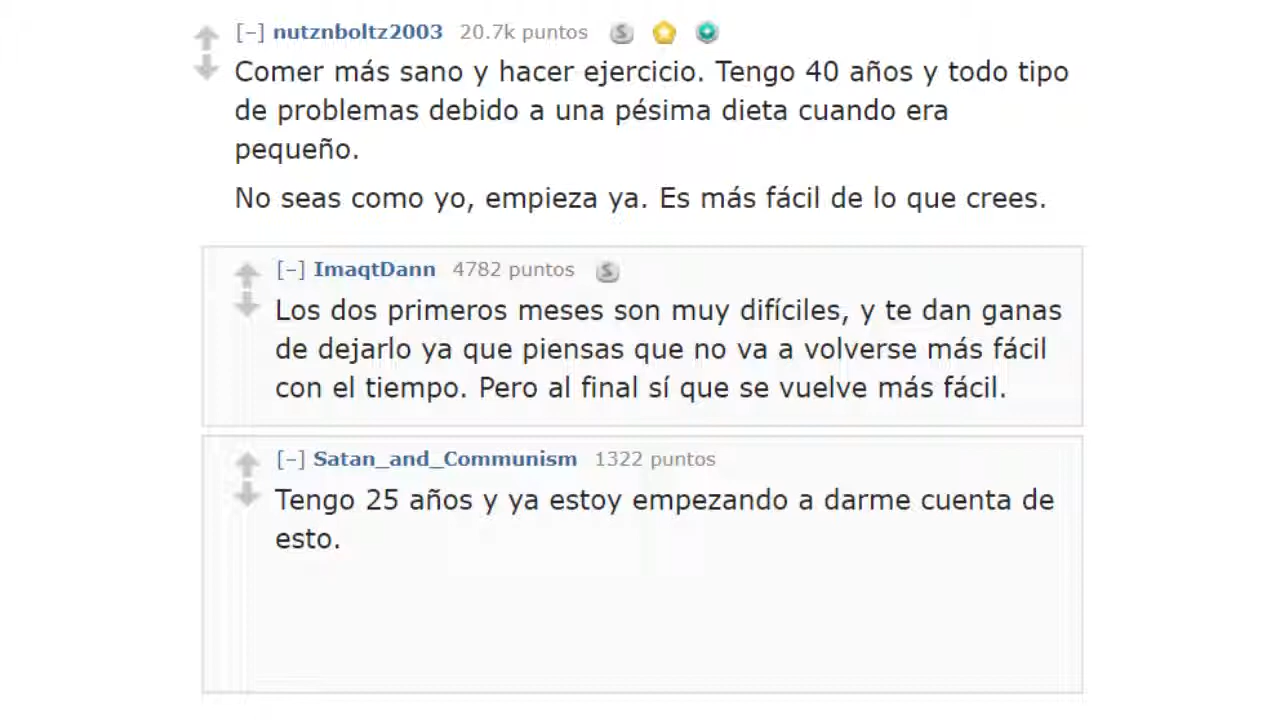 [–] nutznboltz2003 20.7k puntos S
Comer más sano y hacer ejercicio. Tengo 40 años y todo tipo
de problemas debido a una pésima dieta cuando era
pequeño.
No seas como yo, empieza ya. Es más fácil de lo que crees.
[–] ImaqtDann 4782 puntos S
Los dos primeros meses son muy difíciles, y te dan ganas
de dejarlo ya que piensas que no va a volverse más fácil
con el tiempo. Pero al final sí que se vuelve más fácil.
[–] Satan_and_Communism 1322 puntos
Tengo 25 años y ya estoy empezando a darme cuenta de
esto.